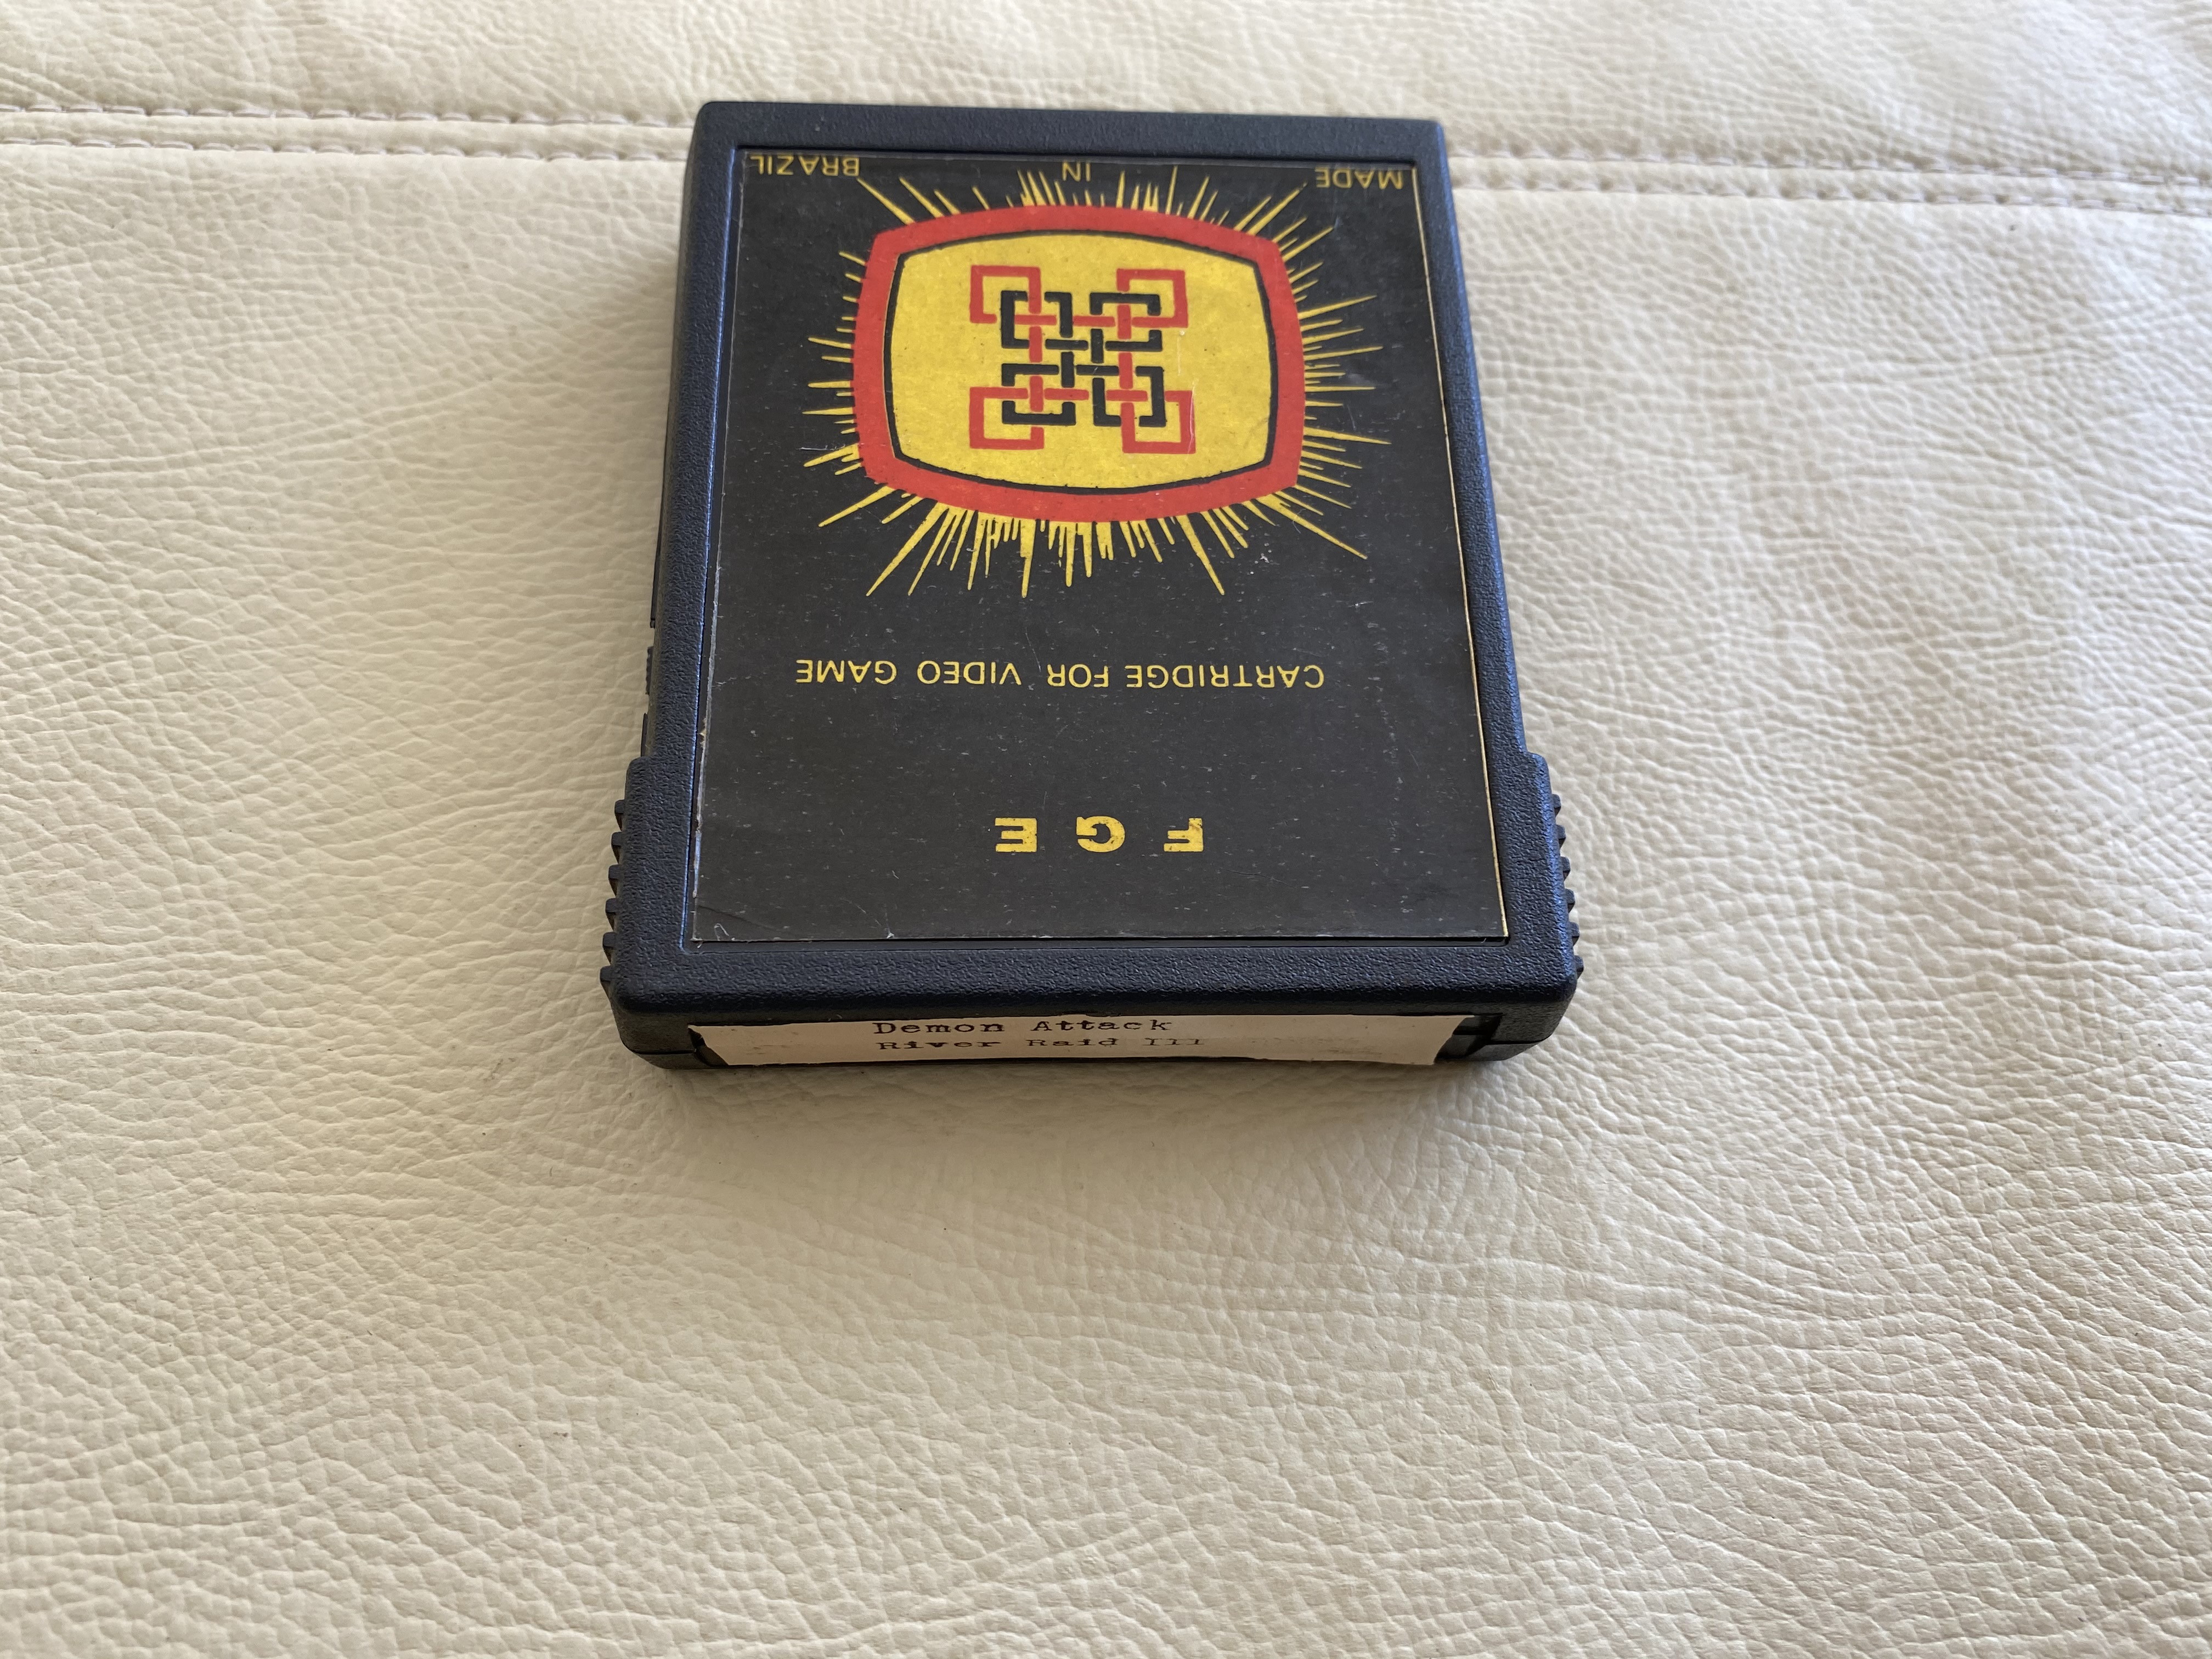 FGE
CARTRIDGE FOR VIDEO GAME
MADE IN BRAZIL
Demon Attack
River Raid III